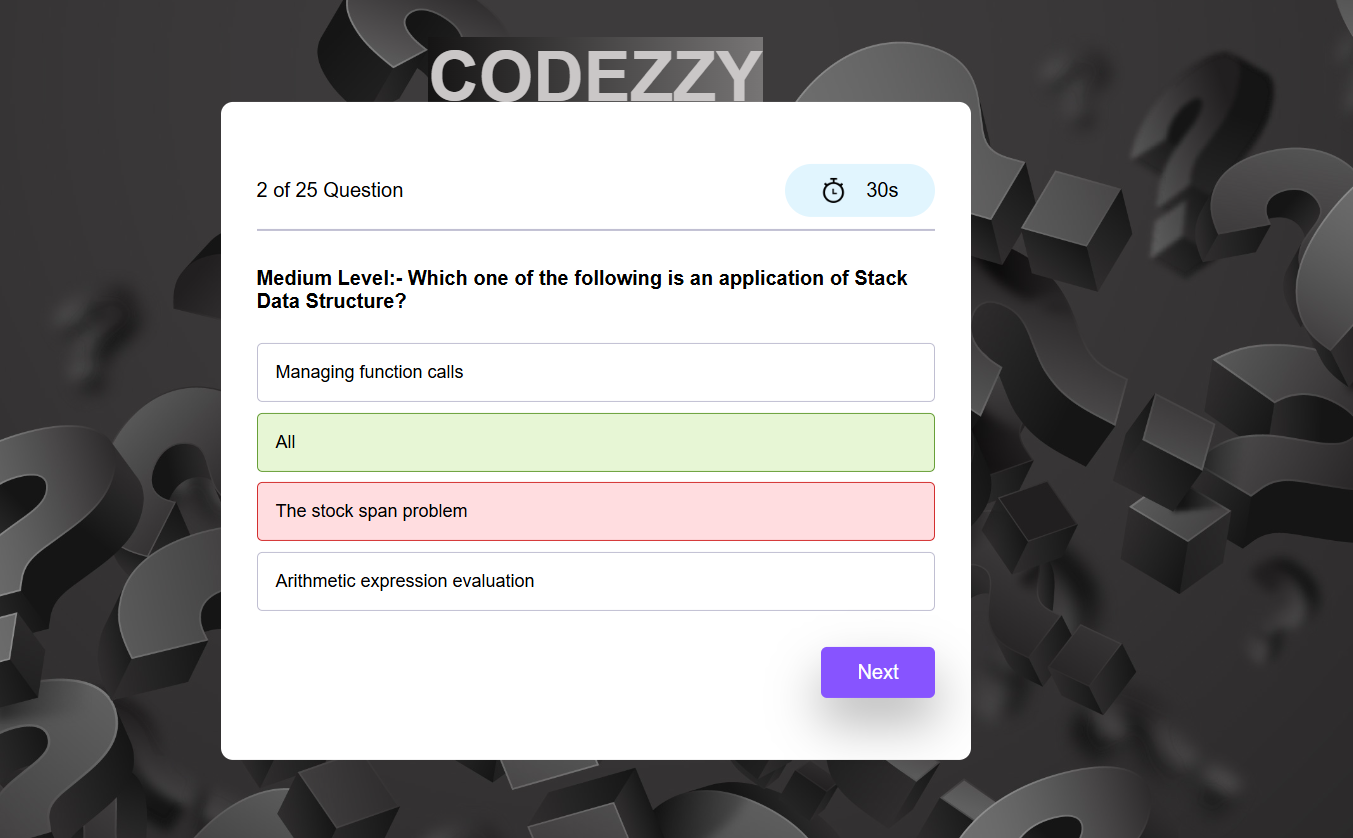 CODEZZY
2 of 25 Question
30s
Medium Level:- Which one of the following is an application of Stack
Data Structure?
Managing function calls
All
The stock span problem
Arithmetic expression evaluation
Next